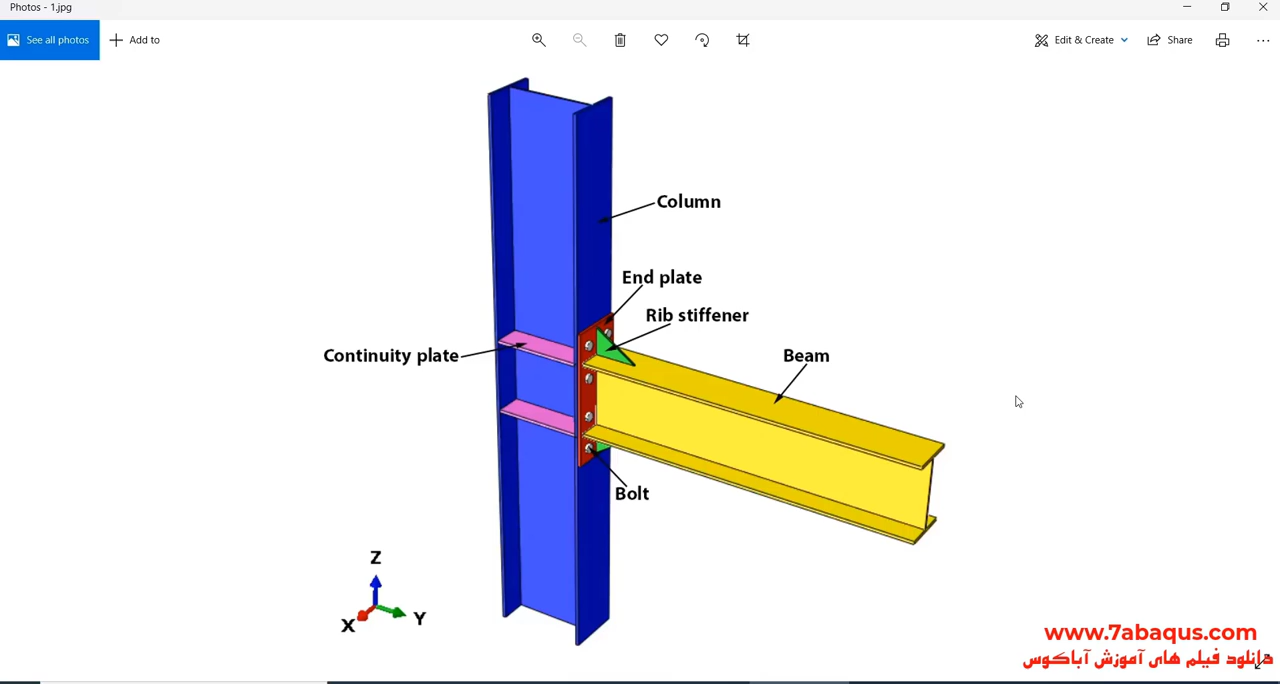 Photos - 1.jpg
See all photos
Add to
Edit & Create
Share
Column
End plate
Rib stiffener
Continuity plate
Beam
Bolt
Z
X
Y
www.7abaqus.com
دانلود فیلم های آموزش آباکوس